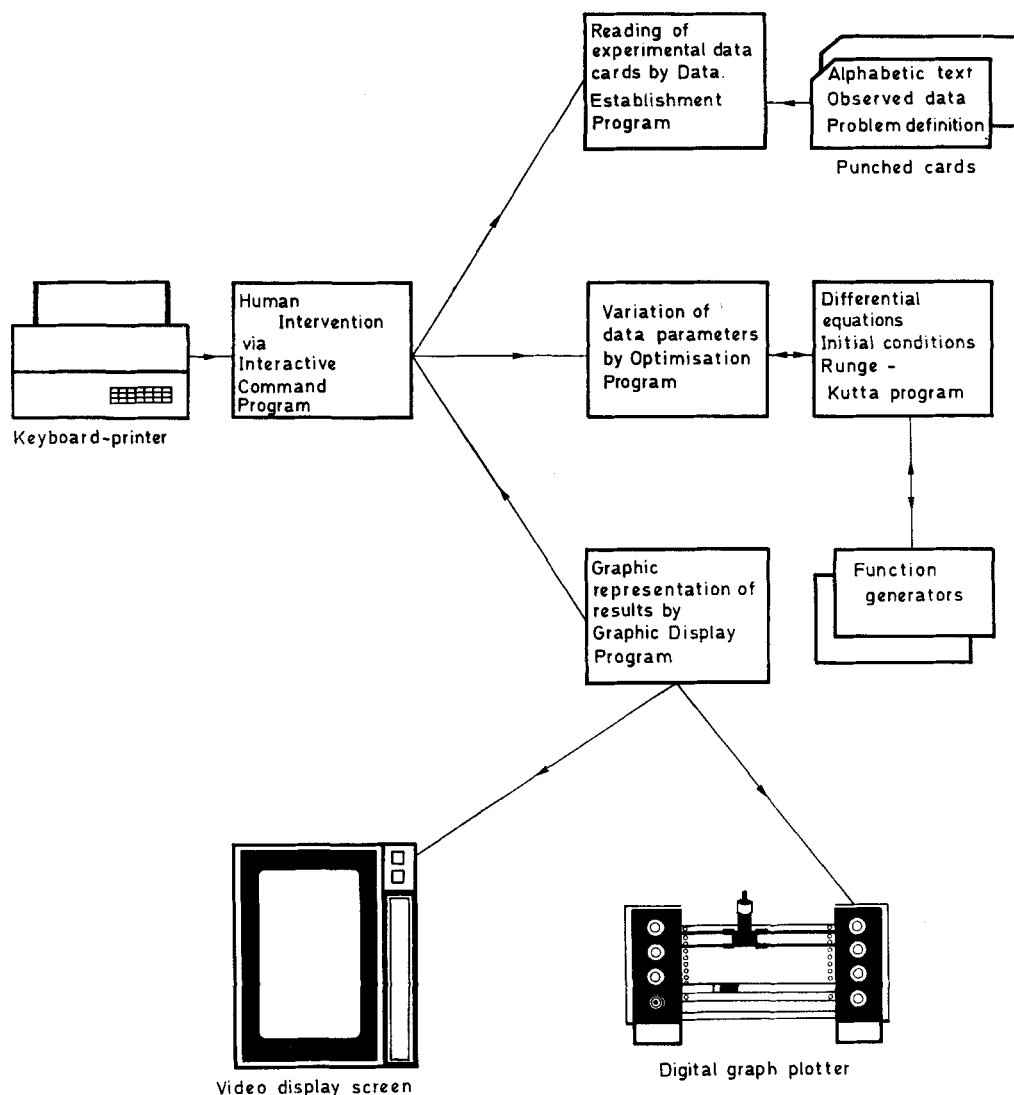 Reading of
experimental data
cards by Data.
Establishment
Program
Alphabetic text
Observed data
Problem definition
Punched cards
Keyboard-printer
Human
Intervention
via
Interactive
Command
Program
Variation of
data parameters
by Optimisation
Program
Differential
equations
Initial conditions
Runge -
Kutta program
Function
generators
Graphic
representation of
results by
Graphic Display
Program
Video display screen
Digital graph plotter